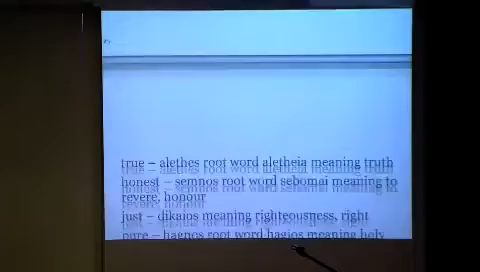 true – alethes root word aletheia meaning truth
honest – semnos root word sebomai meaning to
revere, honour
just – dikaios meaning righteousness, right
pure – hagnos root word hagios meaning holy